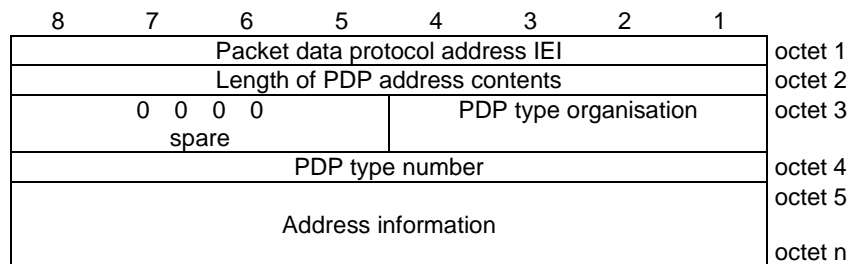 8 7 6 5 4 3 2 1
Packet data protocol address IEI octet 1
Length of PDP address contents octet 2
0 0 0 0 PDP type organisation octet 3
spare
PDP type number octet 4
octet 5
Address information
octet n